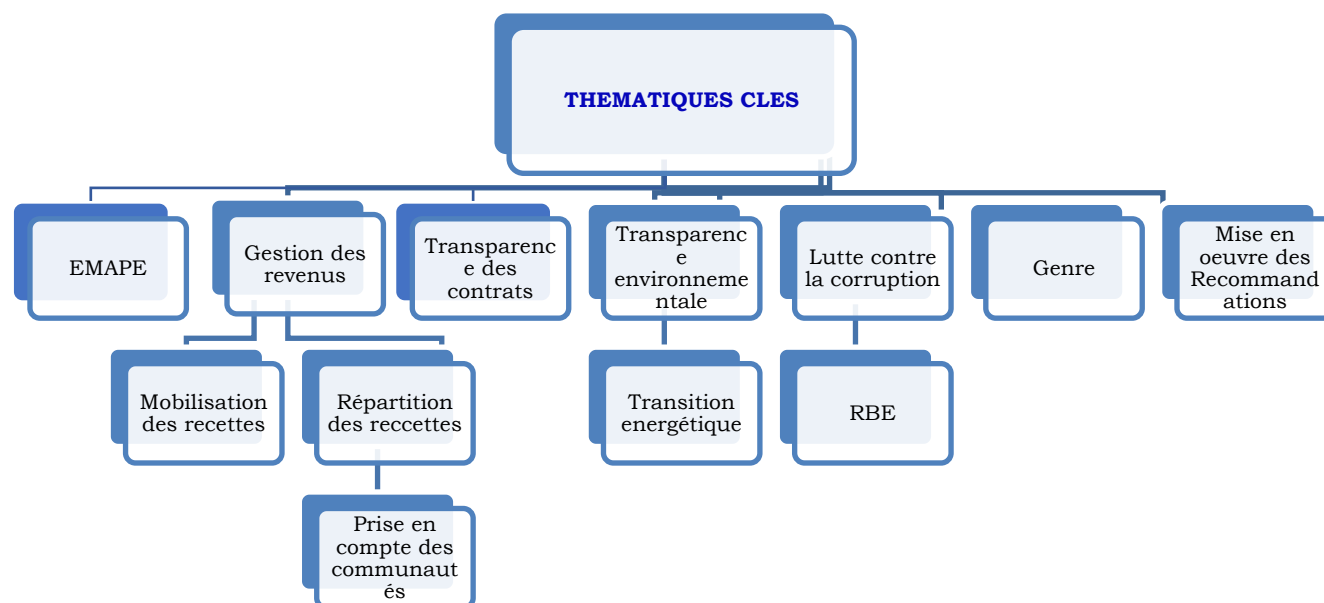 THEMATIQUES CLES
EMAPE
Gestion des
revenus
Transparenc
e des
contrats
Transparenc
e
environneme
ntale
Lutte contre
la corruption
Genre
Mise en
oeuvre des
Recommand
ations
Mobilisation
des recettes
Répartition
des reccettes
Transition
energétique
RBE
Prise en
compte des
communaut
és